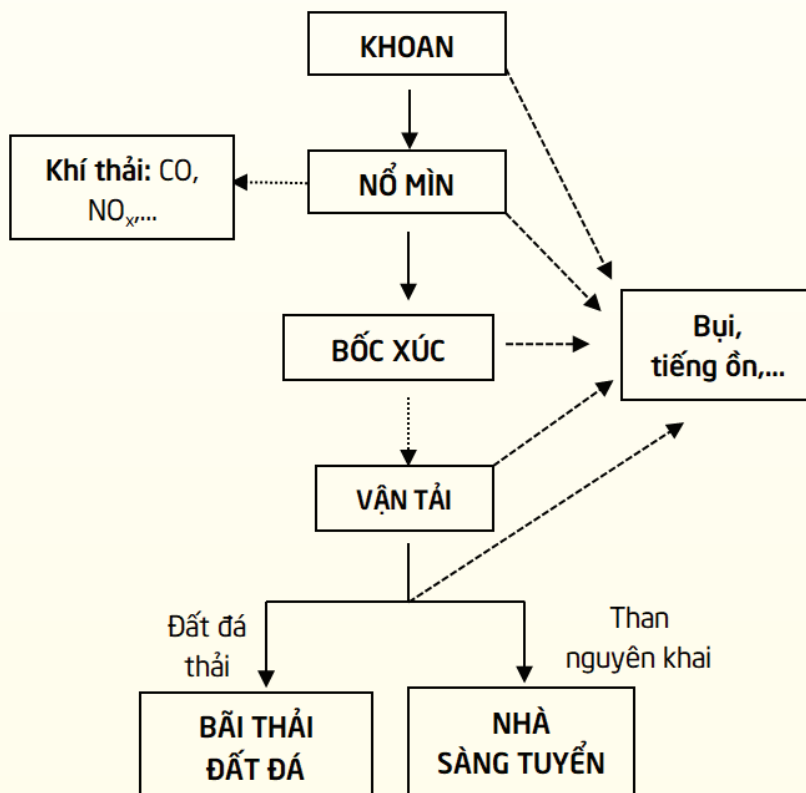 KHOAN
Khí thải: CO,
NOₓ,...
NỔ MÌN
Bụi,
tiếng ồn,...
BỐC XÚC
VẬN TẢI
Đất đá
thải
Than
nguyên khai
BÃI THẢI
ĐẤT ĐÁ
NHÀ
SÀNG TUYỂN